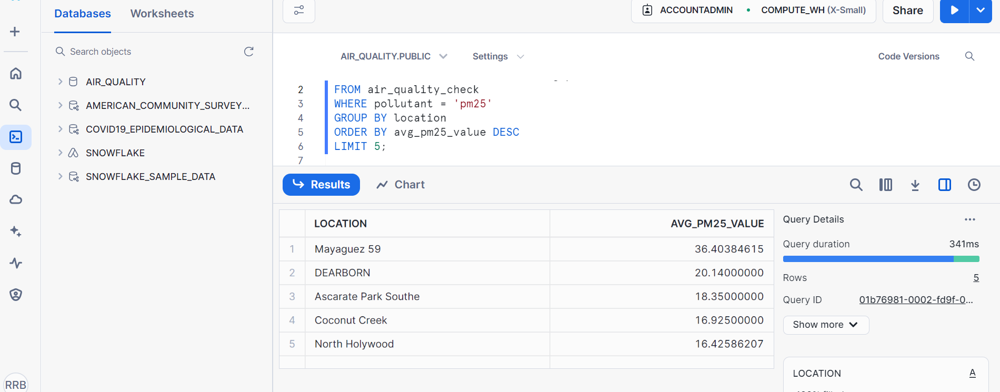 Databases Worksheets
ACCOUNTADMIN • COMPUTE_WH (X-Small)
Share
Search objects
AIR_QUALITY
AMERICAN_COMMUNITY_SURVEY...
COVID19_EPIDEMIOLOGICAL_DATA
SNOWFLAKE
SNOWFLAKE_SAMPLE_DATA
RRB
AIR_QUALITY.PUBLIC Settings Code Versions
2 FROM air_quality_check
3 WHERE pollutant = 'pm25'
4 GROUP BY location
5 ORDER BY avg_pm25_value DESC
6 LIMIT 5;
7
Results Chart
LOCATION AVG_PM25_VALUE
1 Mayaguez 59 36.40384615
2 DEARBORN 20.14000000
3 Ascarate Park Southe 18.35000000
4 Coconut Creek 16.92500000
5 North Holywood 16.42586207
Query Details ...
Query duration 341ms
Rows 5
Query ID 01b76981-0002-fd9f-0...
Show more
LOCATION A